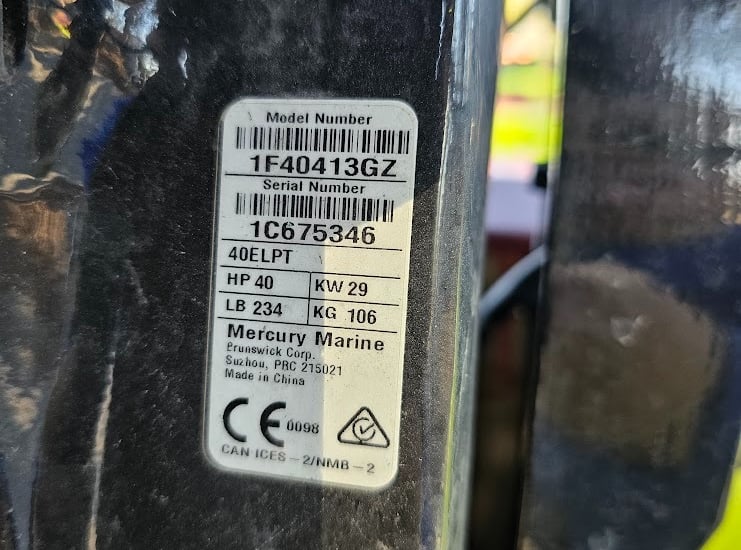 Model Number
1F40413GZ
Serial Number
1C675346
40ELPT
HP 40 KW 29
LB 234 KG 106
Mercury Marine
Brunswick Corp.
Suzhou, PRC 215021
Made in China
CE 0098
CAN ICES - 2/NMB - 2